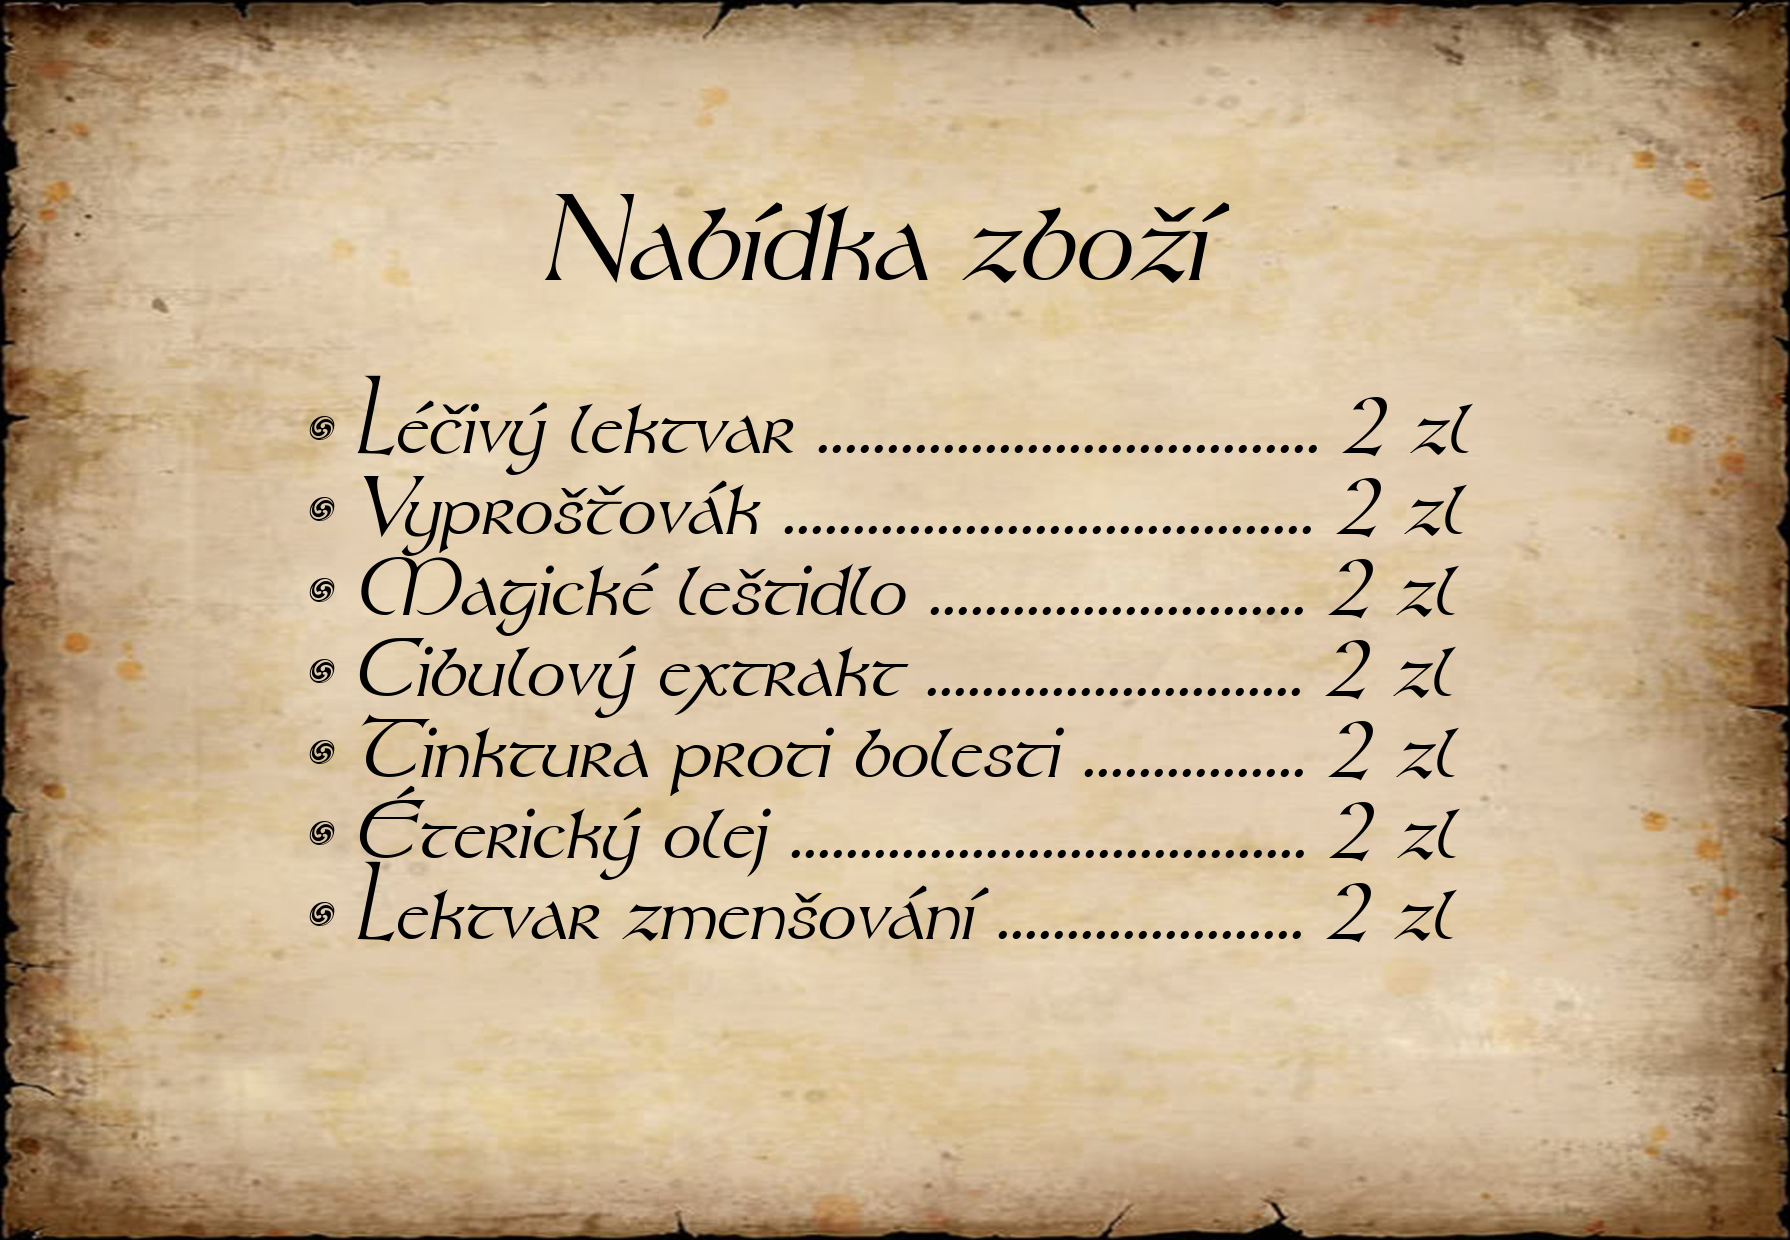 Nabídka zboží
Léčivý lektvar .................................... 2 zl
Vyprošťovák ...................................... 2 zl
Magické leštidlo ........................... 2 zl
Cibulový extrakt ........................... 2 zl
Tinktura proti bolesti ................ 2 zl
Éterický olej ..................................... 2 zl
Lektvar zmenšování ...................... 2 zl